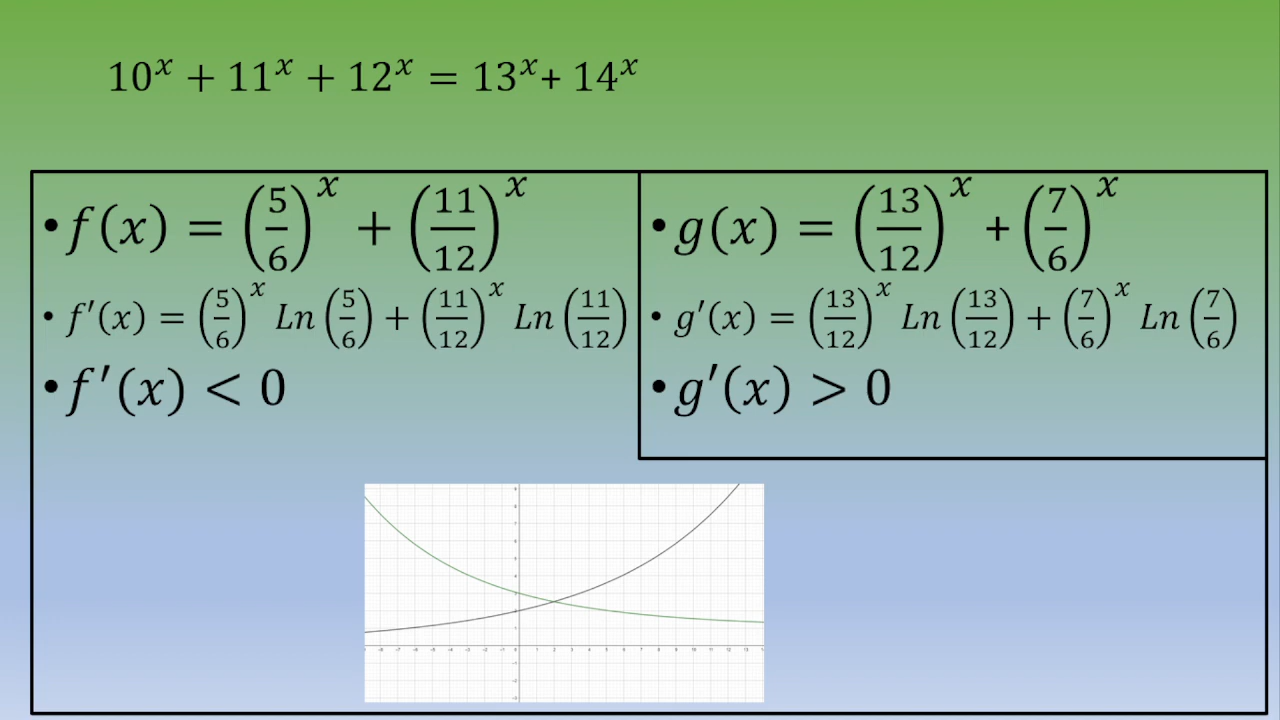 10^x + 11^x + 12^x = 13^x + 14^x
• f(x) = (5/6)^x + (11/12)^x
• f′(x) = (5/6)^x Ln (5/6) + (11/12)^x Ln (11/12)
• f′(x) < 0
• g(x) = (13/12)^x + (7/6)^x
• g′(x) = (13/12)^x Ln (13/12) + (7/6)^x Ln (7/6)
• g′(x) > 0